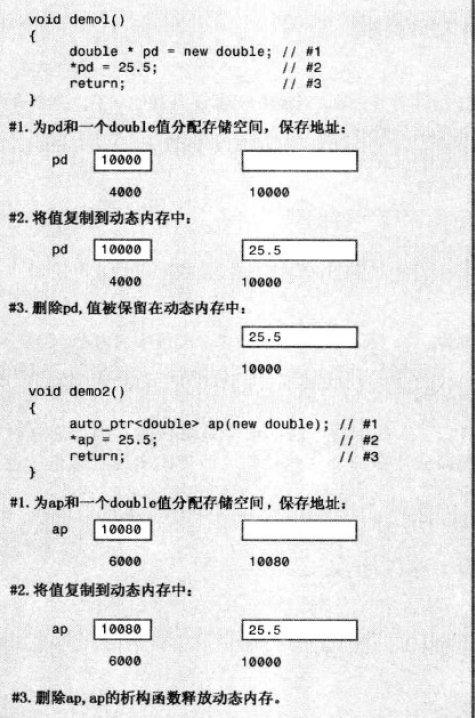 void demo1()
{
double * pd = new double; // #1
*pd = 25.5; // #2
return; // #3
}
#1.为pd和一个double值分配存储空间，保存地址：
pd 10000
4000 10000
#2.将值复制到动态内存中：
pd 10000 25.5
4000 10000
#3.删除pd,值被保留在动态内存中：
25.5
10000
void demo2()
{
auto_ptr<double> ap(new double); // #1
*ap = 25.5; // #2
return; // #3
}
#1.为ap和一个double值分配存储空间，保存地址：
ap 10080
6000 10080
#2.将值复制到动态内存中：
ap 10080 25.5
6000 10000
#3.删除ap,ap的析构函数释放动态内存。